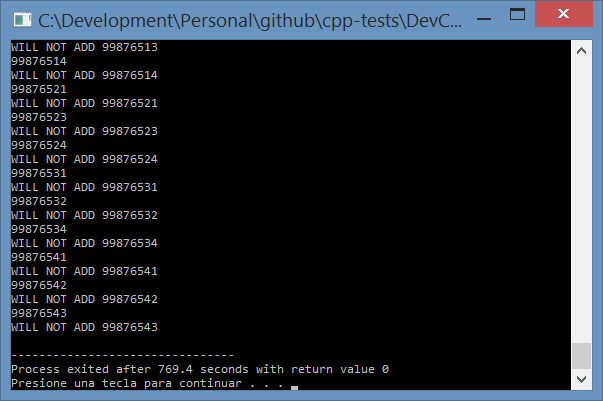 C:\Development\Personal\github\cpp-tests\DevC...
WILL NOT ADD 99876513
99876514
WILL NOT ADD 99876514
99876521
WILL NOT ADD 99876521
99876523
WILL NOT ADD 99876523
99876524
WILL NOT ADD 99876524
99876531
WILL NOT ADD 99876531
99876532
WILL NOT ADD 99876532
99876534
WILL NOT ADD 99876534
99876541
WILL NOT ADD 99876541
99876542
WILL NOT ADD 99876542
99876543
WILL NOT ADD 99876543
--------------------------------
Process exited after 769.4 seconds with return value 0
Presione una tecla para continuar . . .